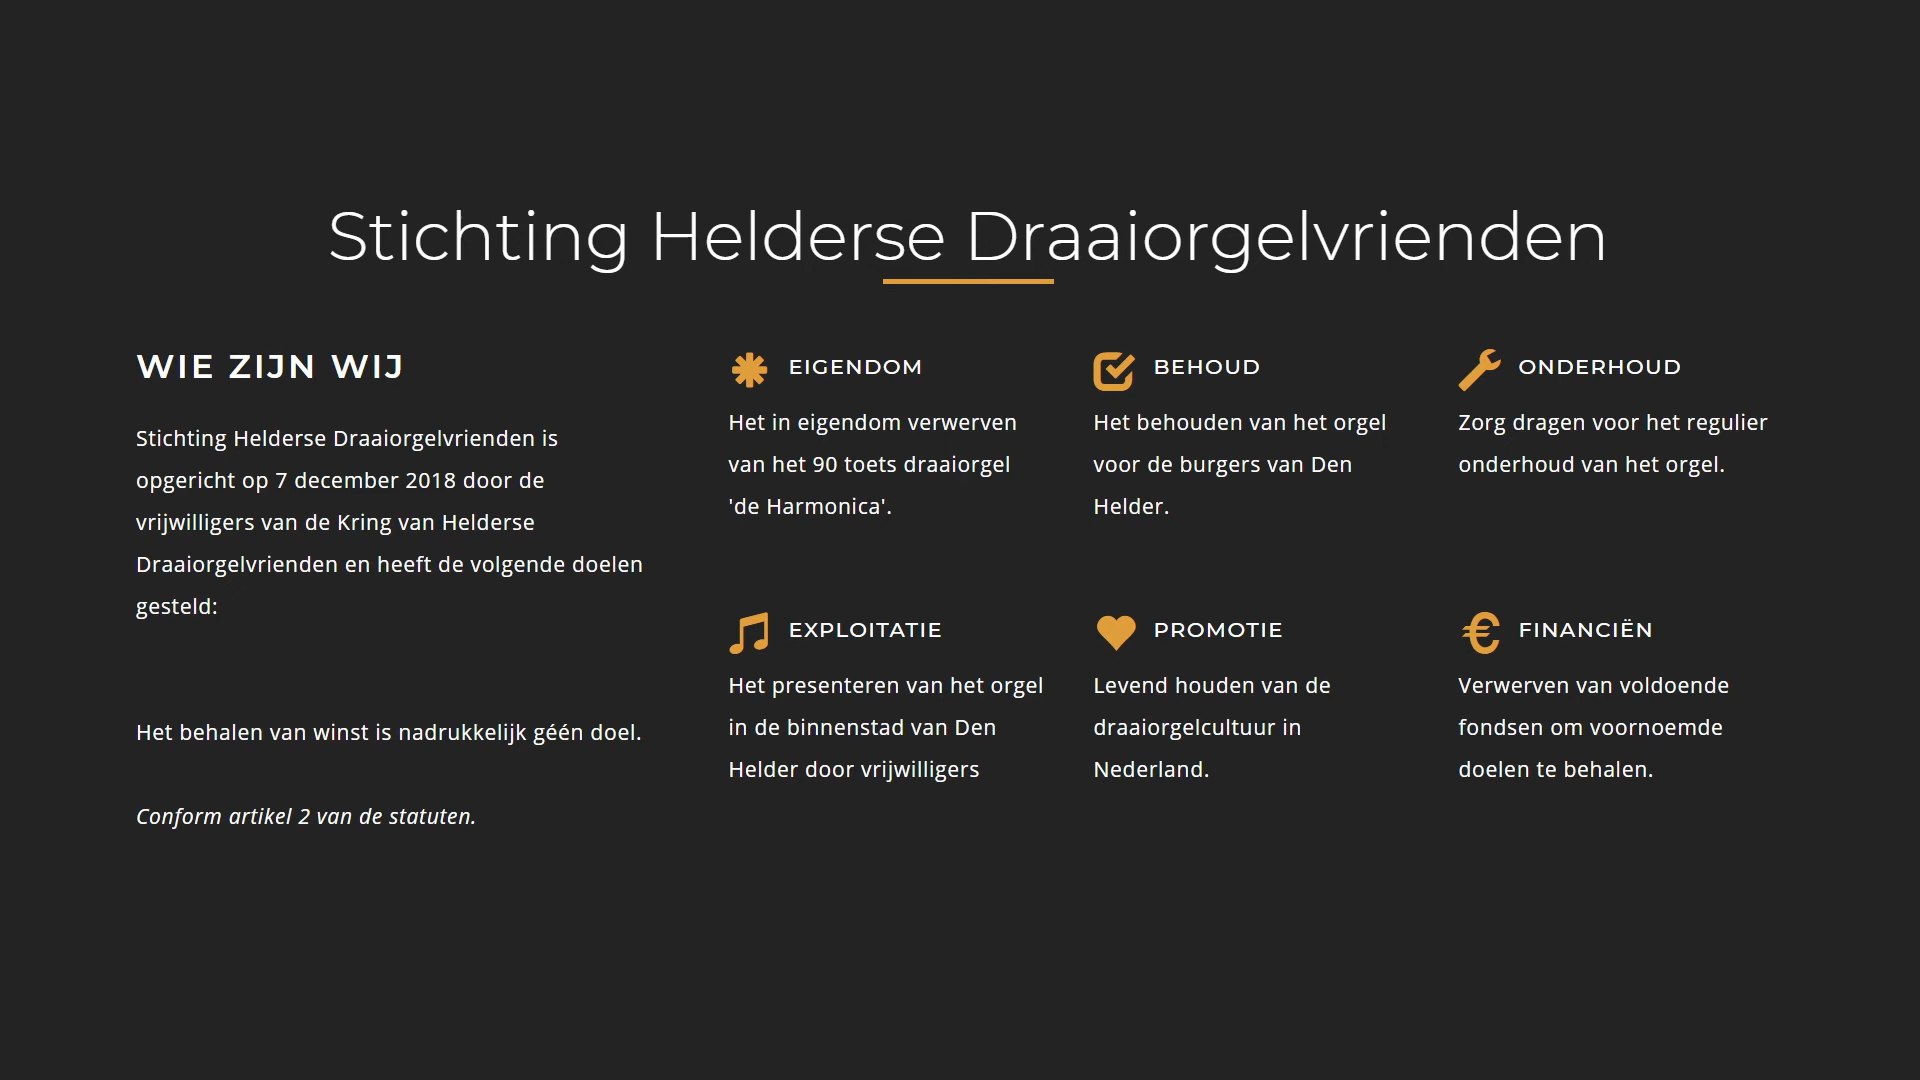 Stichting Helderse Draaiorgelvrienden
WIE ZIJN WIJ
Stichting Helderse Draaiorgelvrienden is
opgericht op 7 december 2018 door de
vrijwilligers van de Kring van Helderse
Draaiorgelvrienden en heeft de volgende doelen
gesteld:
Het behalen van winst is nadrukkelijk géén doel.
Conform artikel 2 van de statuten.
EIGENDOM
Het in eigendom verwerven
van het 90 toets draaiorgel
'de Harmonica'.
BEHOUD
Het behouden van het orgel
voor de burgers van Den
Helder.
ONDERHOUD
Zorg dragen voor het regulier
onderhoud van het orgel.
EXPLOITATIE
Het presenteren van het orgel
in de binnenstad van Den
Helder door vrijwilligers
PROMOTIE
Levend houden van de
draaiorgelcultuur in
Nederland.
FINANCIËN
Verwerven van voldoende
fondsen om voornoemde
doelen te behalen.